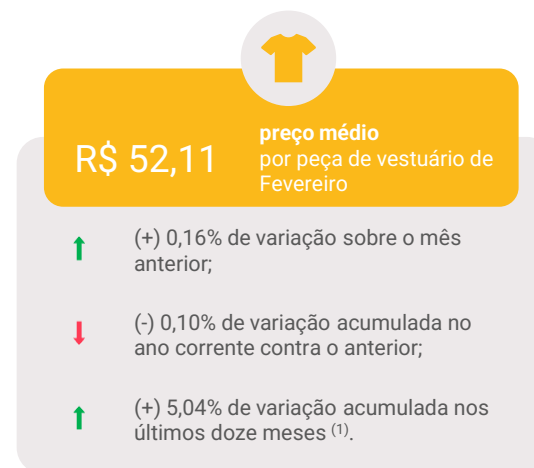 R$ 52,11
preço médio
por peça de vestuário de
Fevereiro
(+) 0,16% de variação sobre o mês
anterior;
(-) 0,10% de variação acumulada no
ano corrente contra o anterior;
(+) 5,04% de variação acumulada nos
últimos doze meses (1).